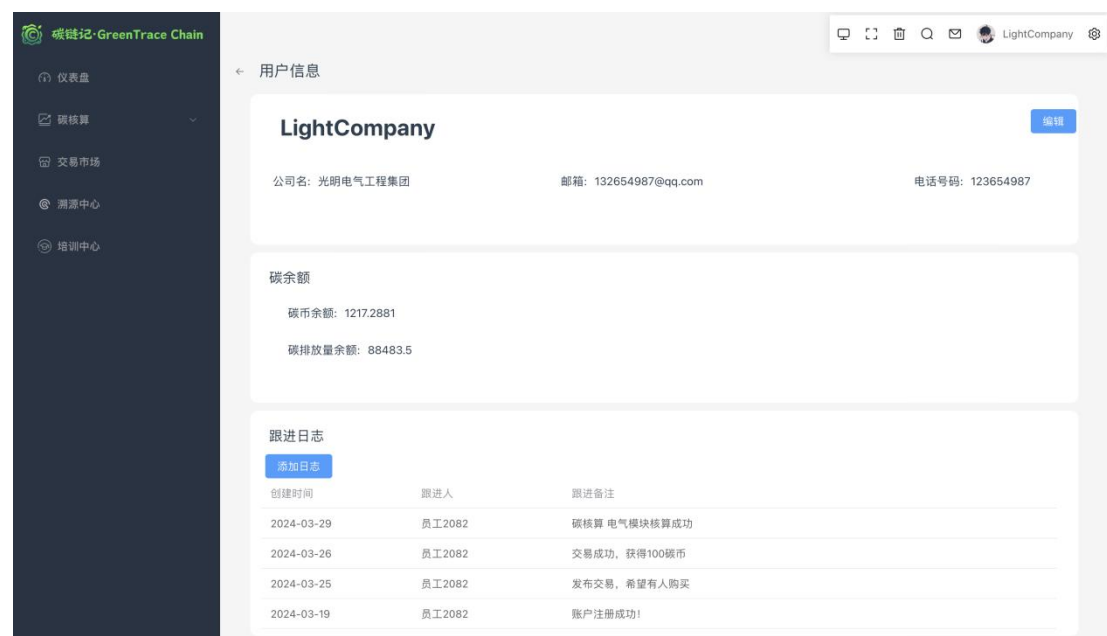 碳链记·GreenTrace Chain
LightCompany
仪表盘
碳核算
交易市场
溯源中心
培训中心
← 用户信息
LightCompany
编辑
公司名: 光明电气工程集团 邮箱: 132654987@qq.com 电话号码: 123654987
碳余额
碳币余额: 1217.2881
碳排放量余额: 88483.5
跟进日志
添加日志
创建时间 跟进人 跟进备注
2024-03-29 员工2082 碳核算 电气模块核算成功
2024-03-26 员工2082 交易成功，获得100碳币
2024-03-25 员工2082 发布交易，希望有人购买
2024-03-19 员工2082 账户注册成功!